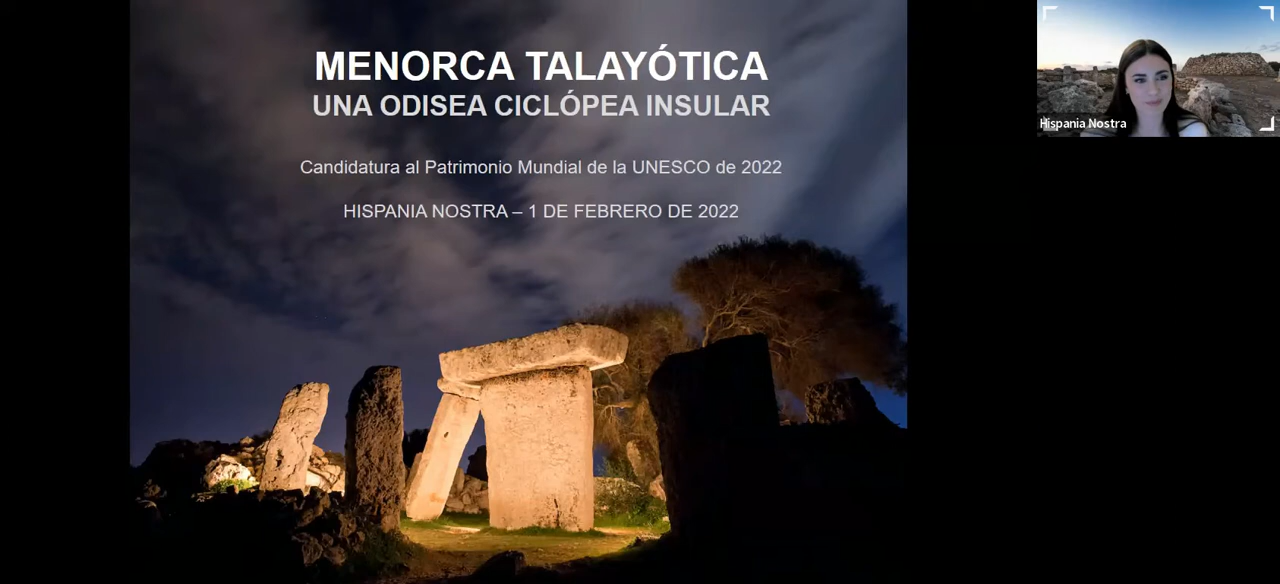 MENORCA TALAYÓTICA
UNA ODISEA CICLÓPEA INSULAR
Candidatura al Patrimonio Mundial de la UNESCO de 2022
HISPANIA NOSTRA – 1 DE FEBRERO DE 2022
Hispania Nostra